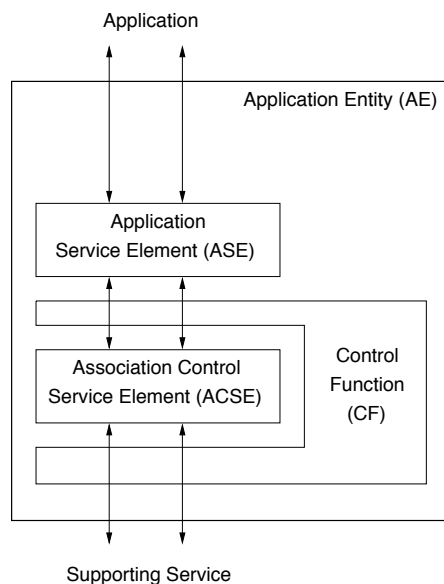 Application
Application Entity (AE)
Application
Service Element (ASE)
Association Control
Service Element (ACSE)
Control
Function
(CF)
Supporting Service